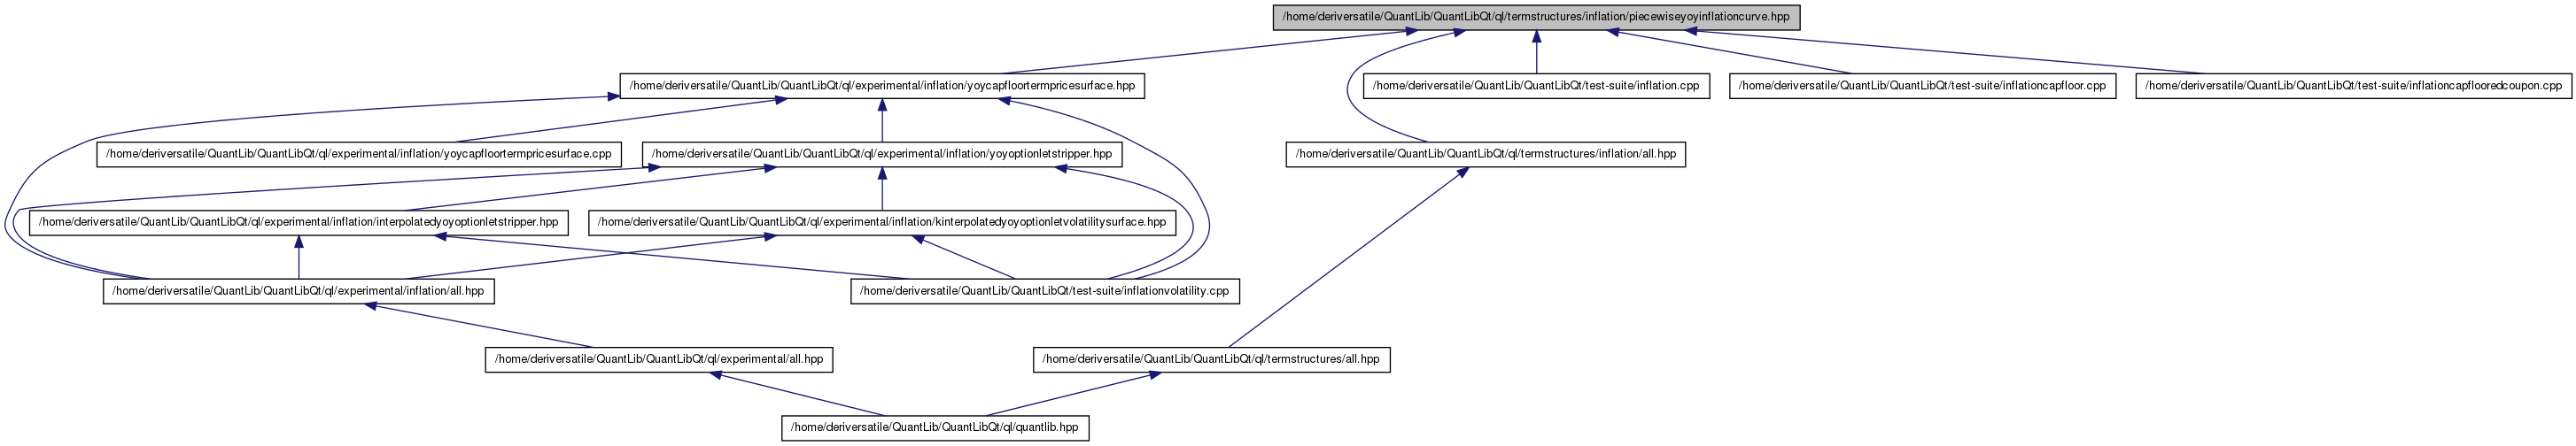 /home/deriversatile/QuantLib/QuantLibQt/ql/termstructures/inflation/piecewiseyoyinflationcurve.hpp
/home/deriversatile/QuantLib/QuantLibQt/ql/experimental/inflation/yoycapfloortermpricesurface.hpp
/home/deriversatile/QuantLib/QuantLibQt/test-suite/inflation.cpp
/home/deriversatile/QuantLib/QuantLibQt/test-suite/inflationcapfloor.cpp
/home/deriversatile/QuantLib/QuantLibQt/test-suite/inflationcapflooredcoupon.cpp
/home/deriversatile/QuantLib/QuantLibQt/ql/experimental/inflation/yoycapfloortermpricesurface.cpp
/home/deriversatile/QuantLib/QuantLibQt/ql/experimental/inflation/yoyoptionletstripper.hpp
/home/deriversatile/QuantLib/QuantLibQt/ql/termstructures/inflation/all.hpp
/home/deriversatile/QuantLib/QuantLibQt/ql/experimental/inflation/interpolatedyoyoptionletstripper.hpp
/home/deriversatile/QuantLib/QuantLibQt/ql/experimental/inflation/kinterpolatedyoyoptionletvolatilitysurface.hpp
/home/deriversatile/QuantLib/QuantLibQt/ql/experimental/inflation/all.hpp
/home/deriversatile/QuantLib/QuantLibQt/test-suite/inflationvolatility.cpp
/home/deriversatile/QuantLib/QuantLibQt/ql/experimental/all.hpp
/home/deriversatile/QuantLib/QuantLibQt/ql/termstructures/all.hpp
/home/deriversatile/QuantLib/QuantLibQt/ql/quantlib.hpp